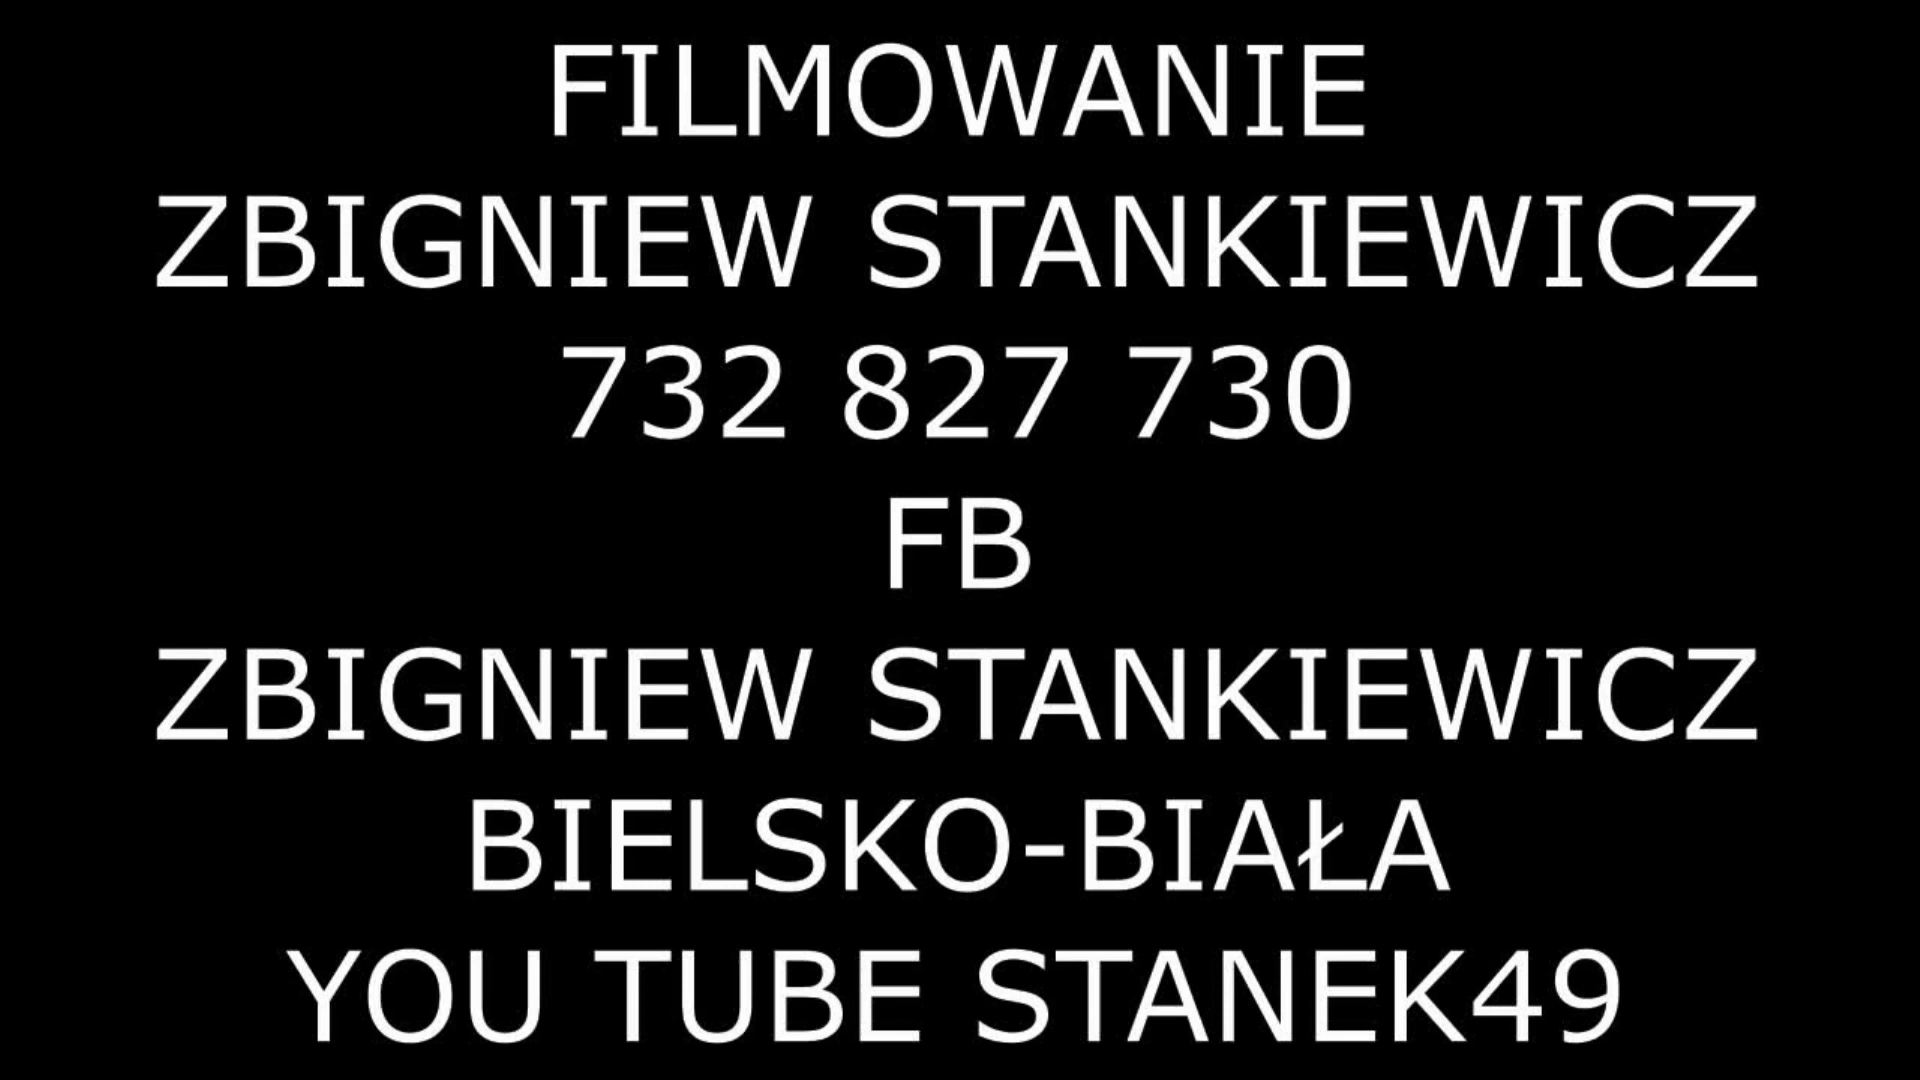 FILMOWANIE
ZBIGNIEW STANKIEWICZ
732 827 730
FB
ZBIGNIEW STANKIEWICZ
BIELSKO-BIAŁA
YOU TUBE STANEK49